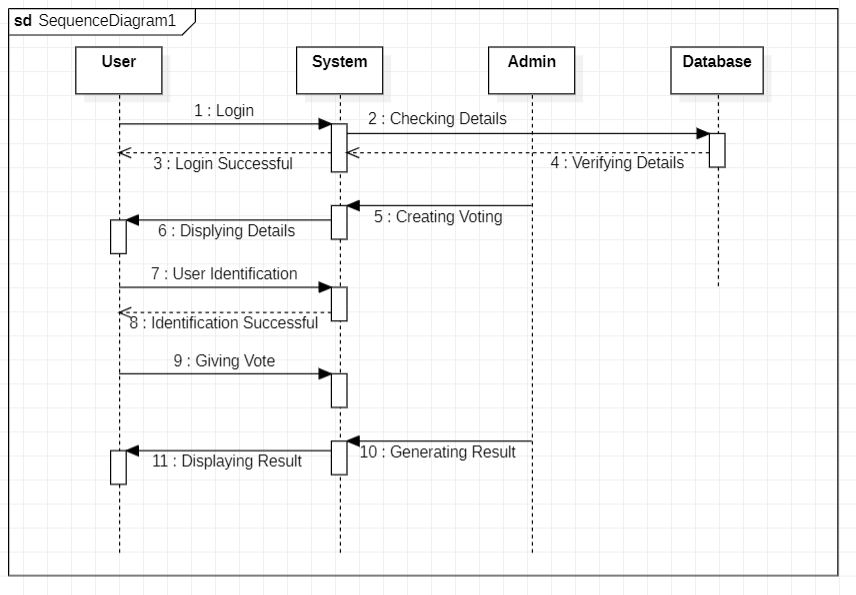 sd SequenceDiagram1
User
System
Admin
Database
1 : Login
2 : Checking Details
3 : Login Successful
4 : Verifying Details
5 : Creating Voting
6 : Displying Details
7 : User Identification
8 : Identification Successful
9 : Giving Vote
10 : Generating Result
11 : Displaying Result